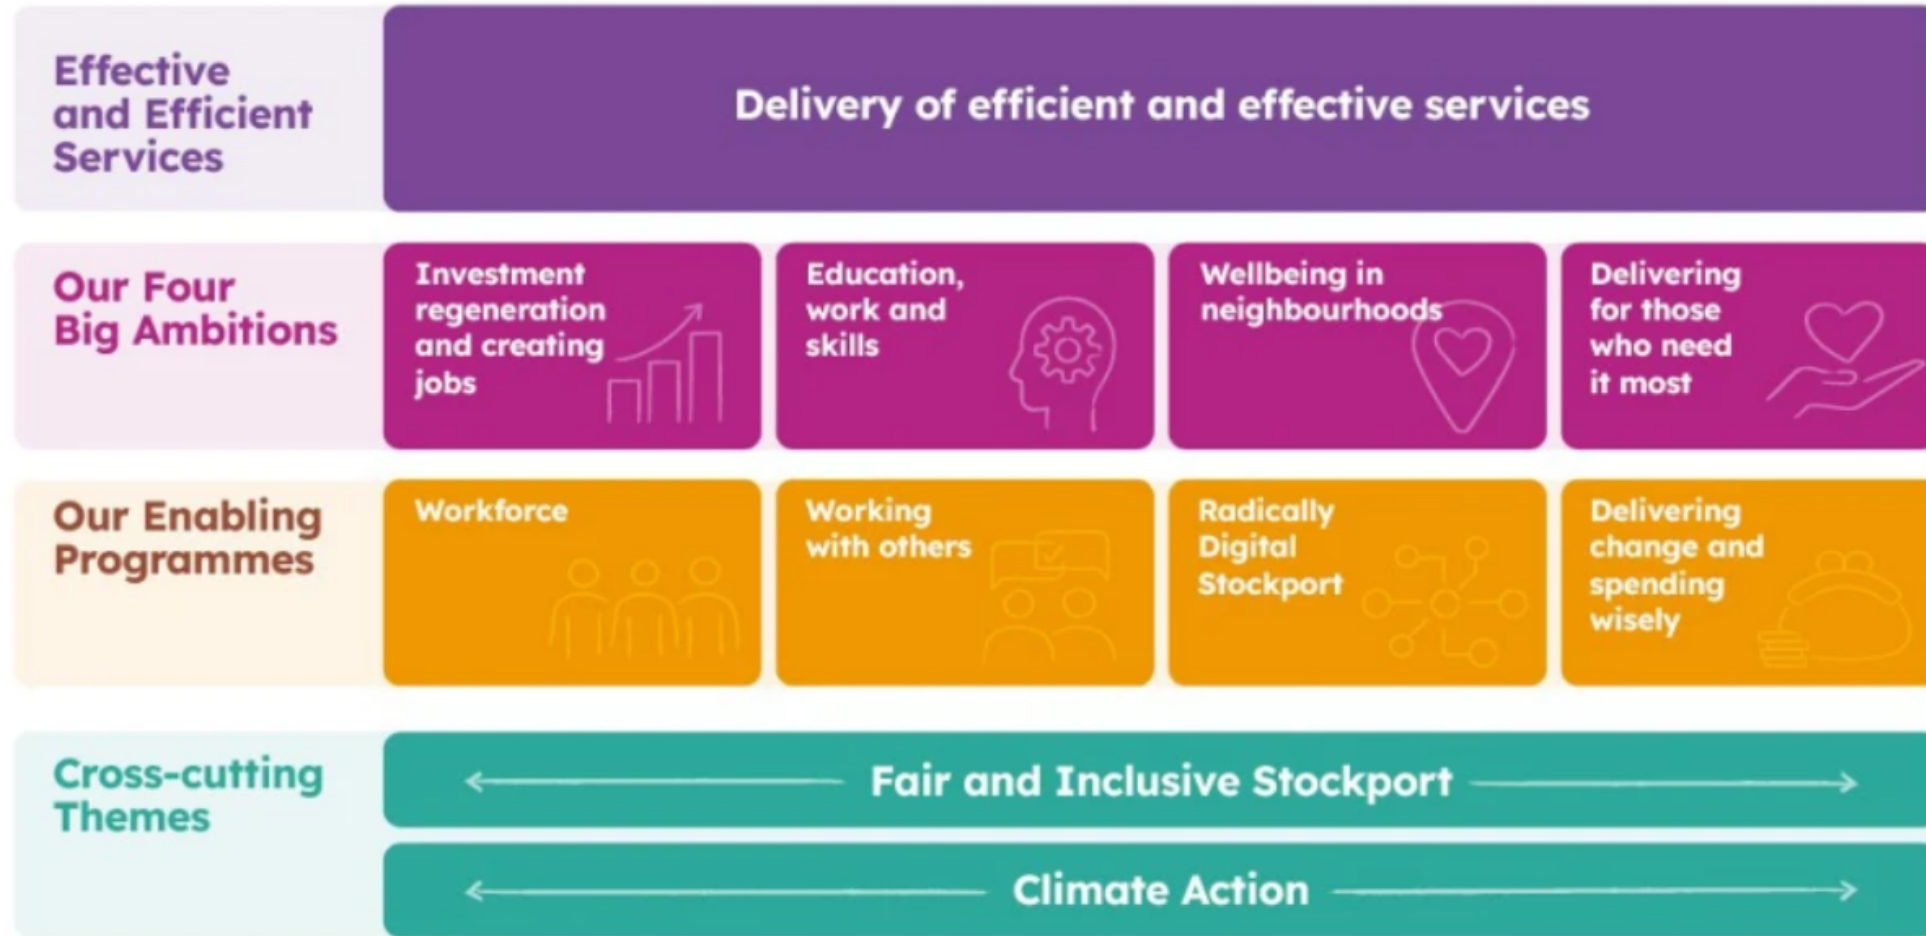 Effective
and Efficient
Services
Delivery of efficient and effective services
Our Four
Big Ambitions
Investment
regeneration
and creating
jobs
Education,
work and
skills
Wellbeing in
neighbourhoods
Delivering
for those
who need
it most
Our Enabling
Programmes
Workforce
Working
with others
Radically
Digital
Stockport
Delivering
change and
spending
wisely
Cross-cutting
Themes
Fair and Inclusive Stockport
Climate Action